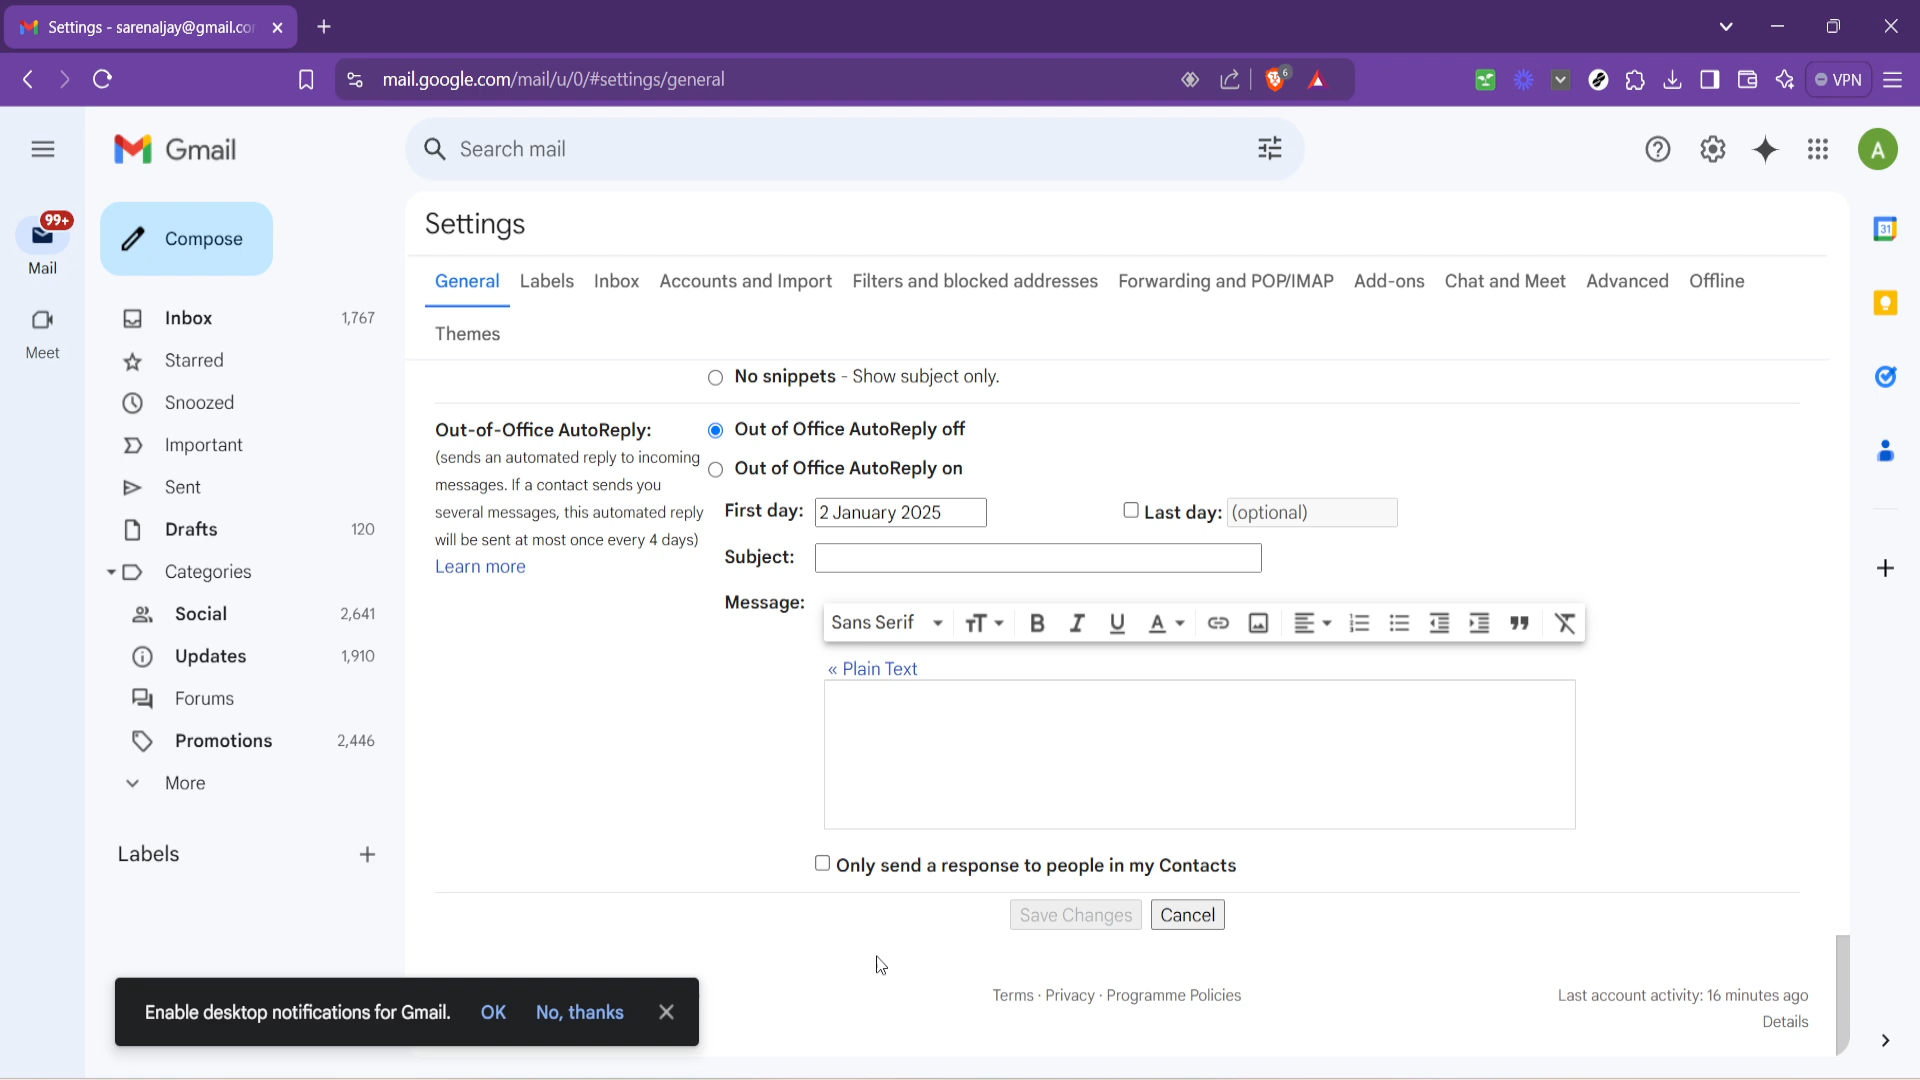 Settings - sarenaljay@gmail.co
mail.google.com/mail/u/0/#settings/general
6
VPN
99+
Mail
Meet
Gmail
Search mail
A
31
Compose
Inbox 1,767
Starred
Snoozed
Important
Sent
Drafts 120
Categories
Social 2,641
Updates 1,910
Forums
Promotions 2,446
More
Labels
Settings
General Labels Inbox Accounts and Import Filters and blocked addresses Forwarding and POP/IMAP Add-ons Chat and Meet Advanced Offline
Themes
No snippets - Show subject only.
Out-of-Office AutoReply:
(sends an automated reply to incoming
messages. If a contact sends you
several messages, this automated reply
will be sent at most once every 4 days)
Learn more
Out of Office AutoReply off
Out of Office AutoReply on
First day: 2 January 2025 Last day: (optional)
Subject:
Message:
Sans Serif
« Plain Text
Only send a response to people in my Contacts
Save Changes Cancel
Enable desktop notifications for Gmail. OK No, thanks
Terms · Privacy · Programme Policies
Last account activity: 16 minutes ago
Details